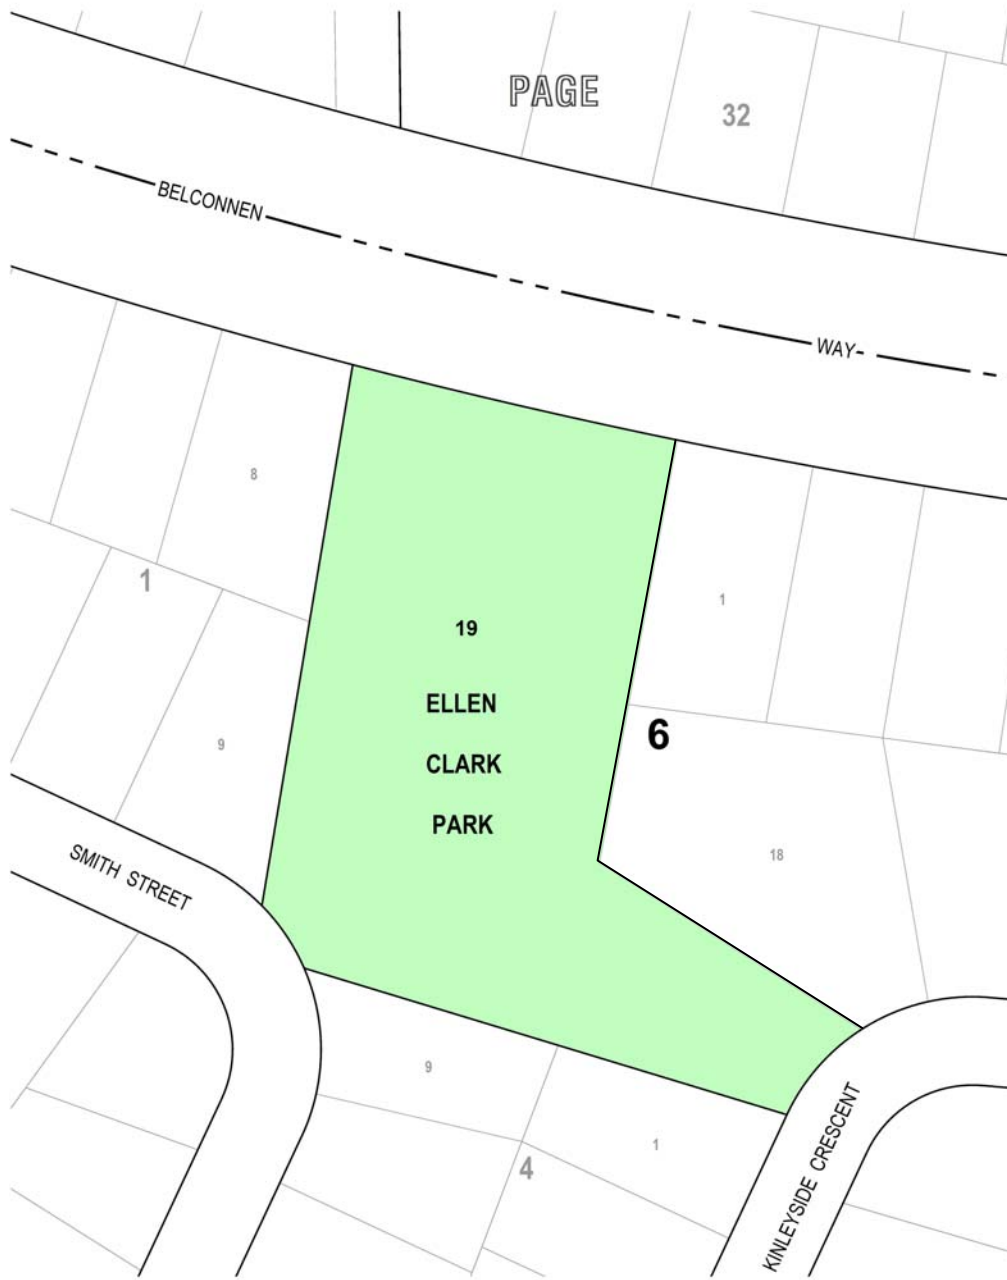 PAGE
32
BELCONNEN
WAY
8
1
1
19
ELLEN
CLARK
PARK
6
9
18
SMITH STREET
9
1
4
KINLEYSIDE CRESCENT